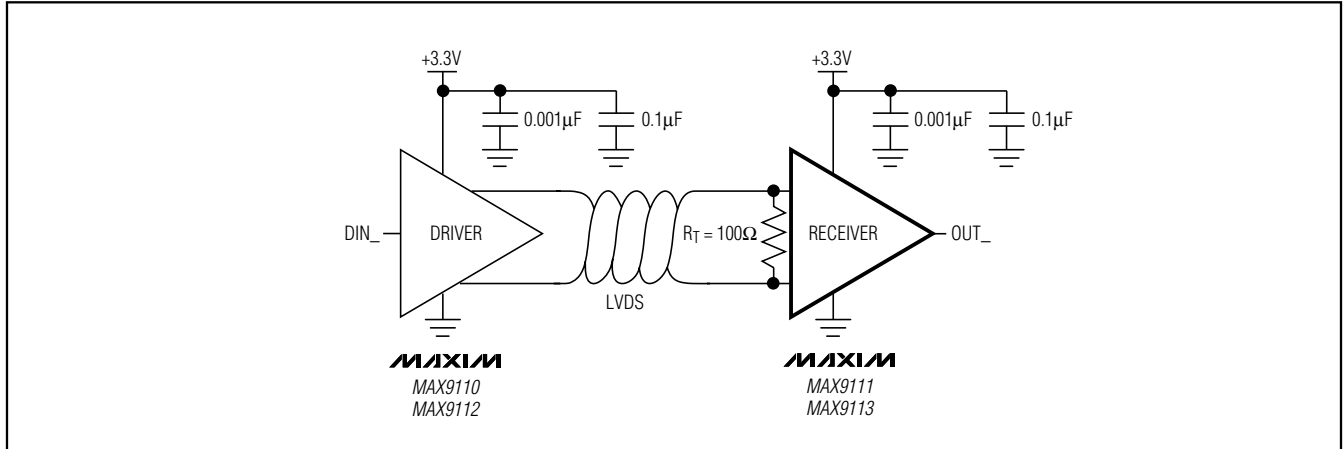 +3.3V
0.001µF
0.1µF
DIN_
DRIVER
LVDS
MAXIM
MAX9110
MAX9112
+3.3V
0.001µF
0.1µF
RT = 100Ω
RECEIVER
OUT_
MAXIM
MAX9111
MAX9113